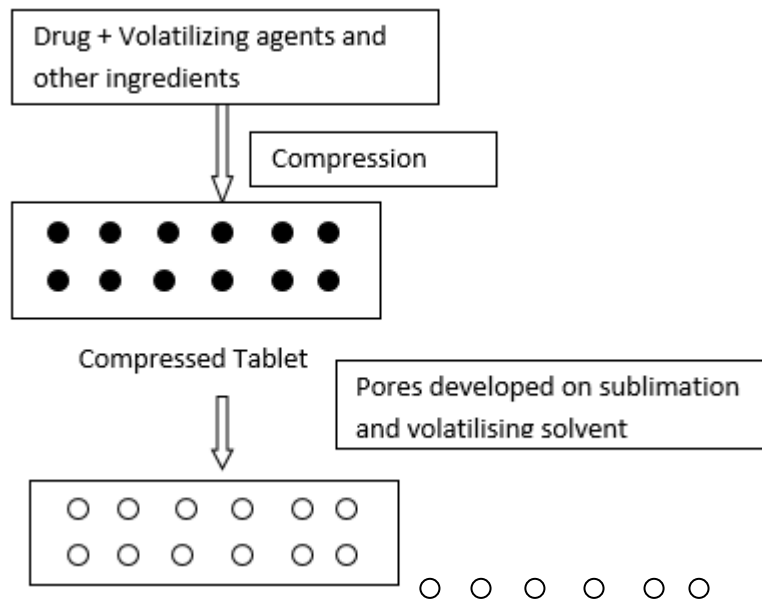 Drug + Volatilizing agents and
other ingredients
Compression
Compressed Tablet
Pores developed on sublimation
and volatilising solvent